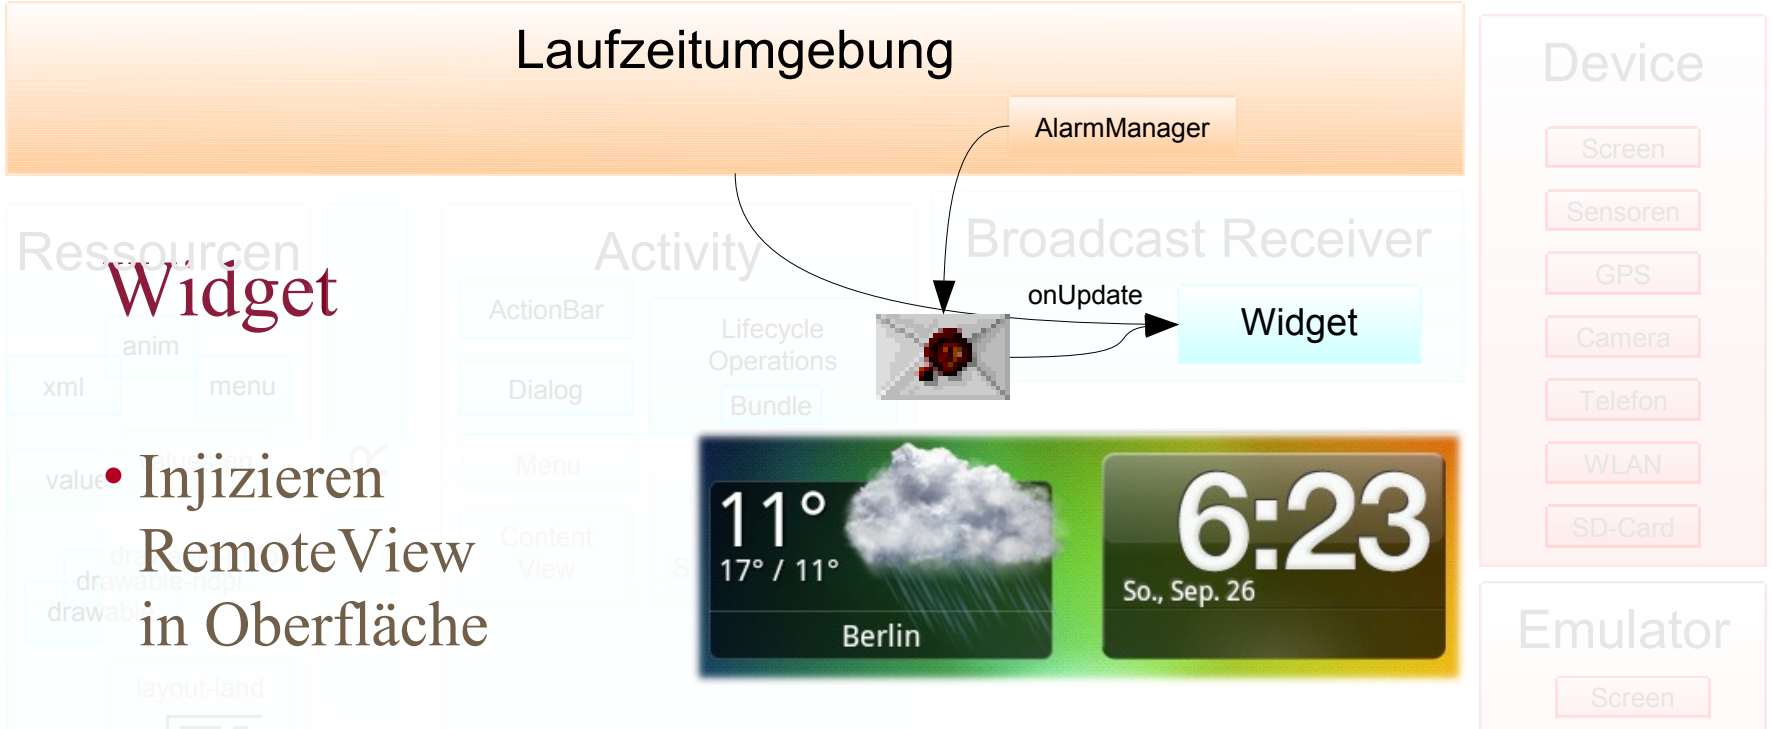 Laufzeitumgebung
AlarmManager
Device
Screen
Sensoren
GPS
Camera
Telefon
WLAN
SD-Card
Emulator
Screen
Ressourcen
anim
xml
menu
drawable-hdpi
layout-land
R
Activity
ActionBar
Lifecycle
Operations
Dialog
Bundle
Menu
Content
View
Broadcast Receiver
onUpdate
Widget
Widget
• Injizieren
RemoteView
in Oberfläche
11°
17° / 11°
Berlin
6:23
So., Sep. 26